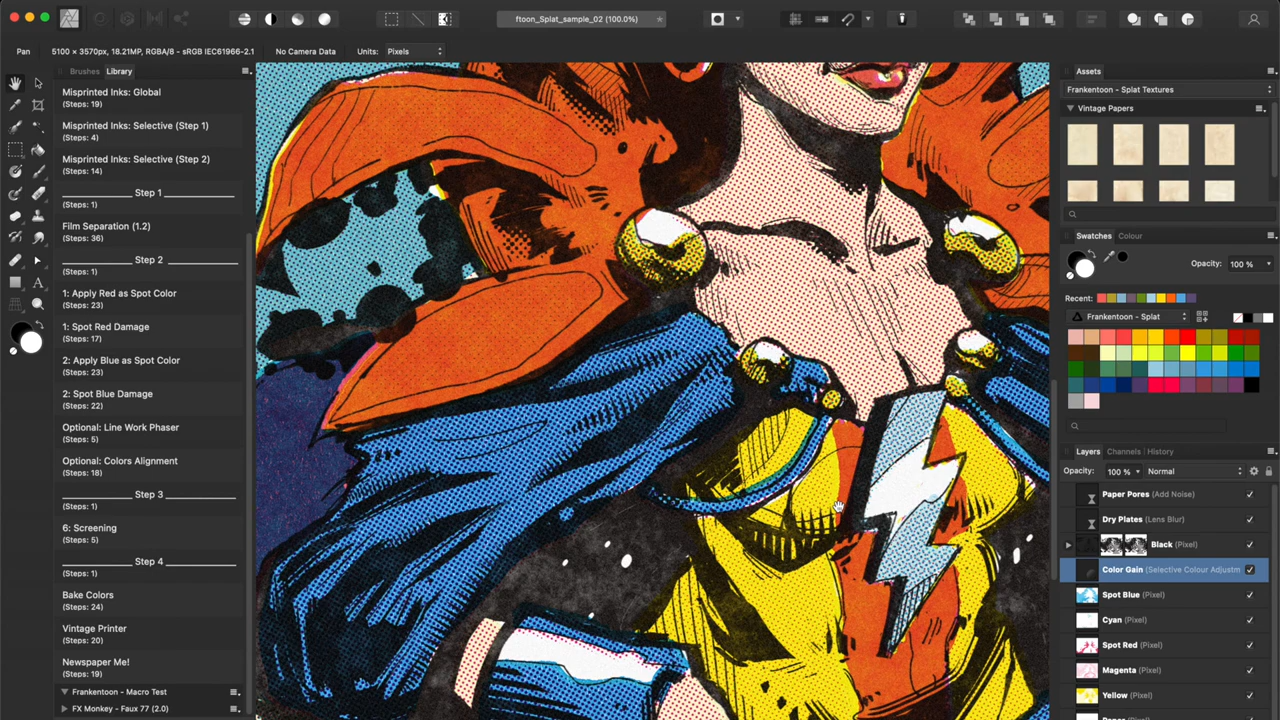 ftoon_Splat_sample_02 (100.0%)
Pan
5100 × 3570px, 18.21MP, RGBA/8 - sRGB IEC61966-2.1
No Camera Data
Units:
Pixels
Brushes
Library
Misprinted Inks: Global
(Steps: 19)
Misprinted Inks: Selective (Step 1)
(Steps: 4)
Misprinted Inks: Selective (Step 2)
(Steps: 14)
Step 1
(Steps: 1)
Film Separation (1.2)
(Steps: 36)
Step 2
(Steps: 1)
1: Apply Red as Spot Color
(Steps: 23)
1: Spot Red Damage
(Steps: 17)
2: Apply Blue as Spot Color
(Steps: 23)
2: Spot Blue Damage
(Steps: 22)
Optional: Line Work Phaser
(Steps: 5)
Optional: Colors Alignment
(Steps: 18)
Step 3
(Steps: 1)
6: Screening
(Steps: 5)
Step 4
(Steps: 1)
Bake Colors
(Steps: 24)
Vintage Printer
(Steps: 20)
Newspaper Me!
(Steps: 19)
Frankentoon - Macro Test
FX Monkey - Faux 77 (2.0)
Assets
Frankentoon - Splat Textures
Vintage Papers
Swatches
Colour
Opacity:
100 %
Recent:
Frankentoon - Splat
Layers
Channels
History
Opacity:
100 %
Normal
Paper Pores (Add Noise)
Dry Plates (Lens Blur)
Black (Pixel)
Color Gain (Selective Colour Adjustm
Spot Blue (Pixel)
Cyan (Pixel)
Spot Red (Pixel)
Magenta (Pixel)
Yellow (Pixel)